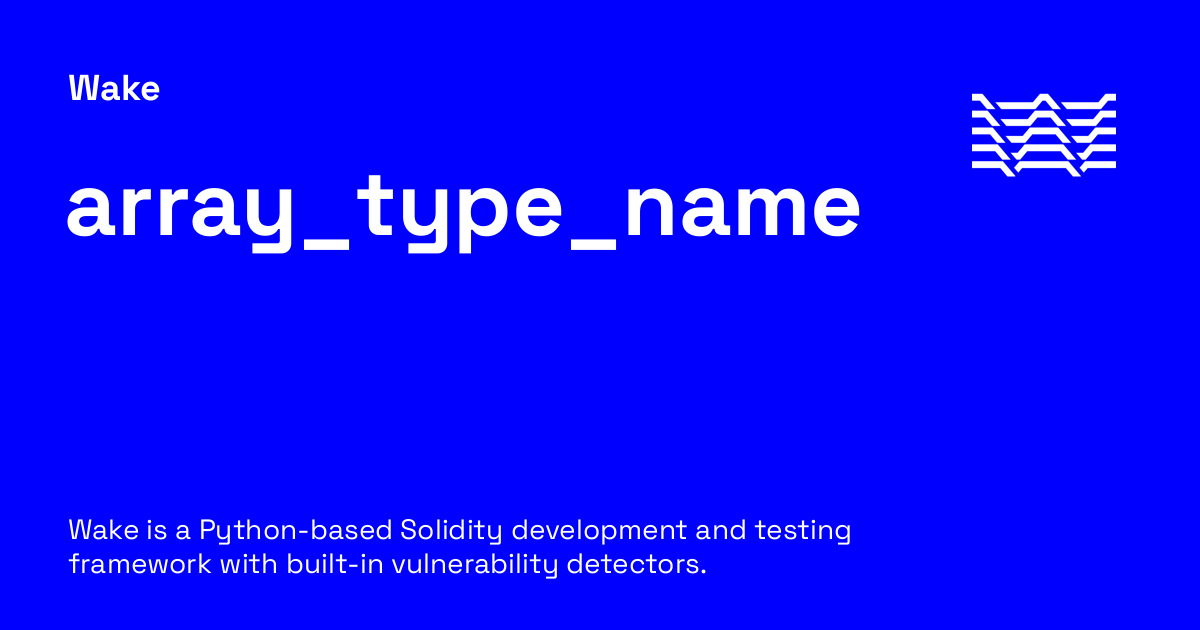 Wake
array_type_name
Wake is a Python-based Solidity development and testing
framework with built-in vulnerability detectors.